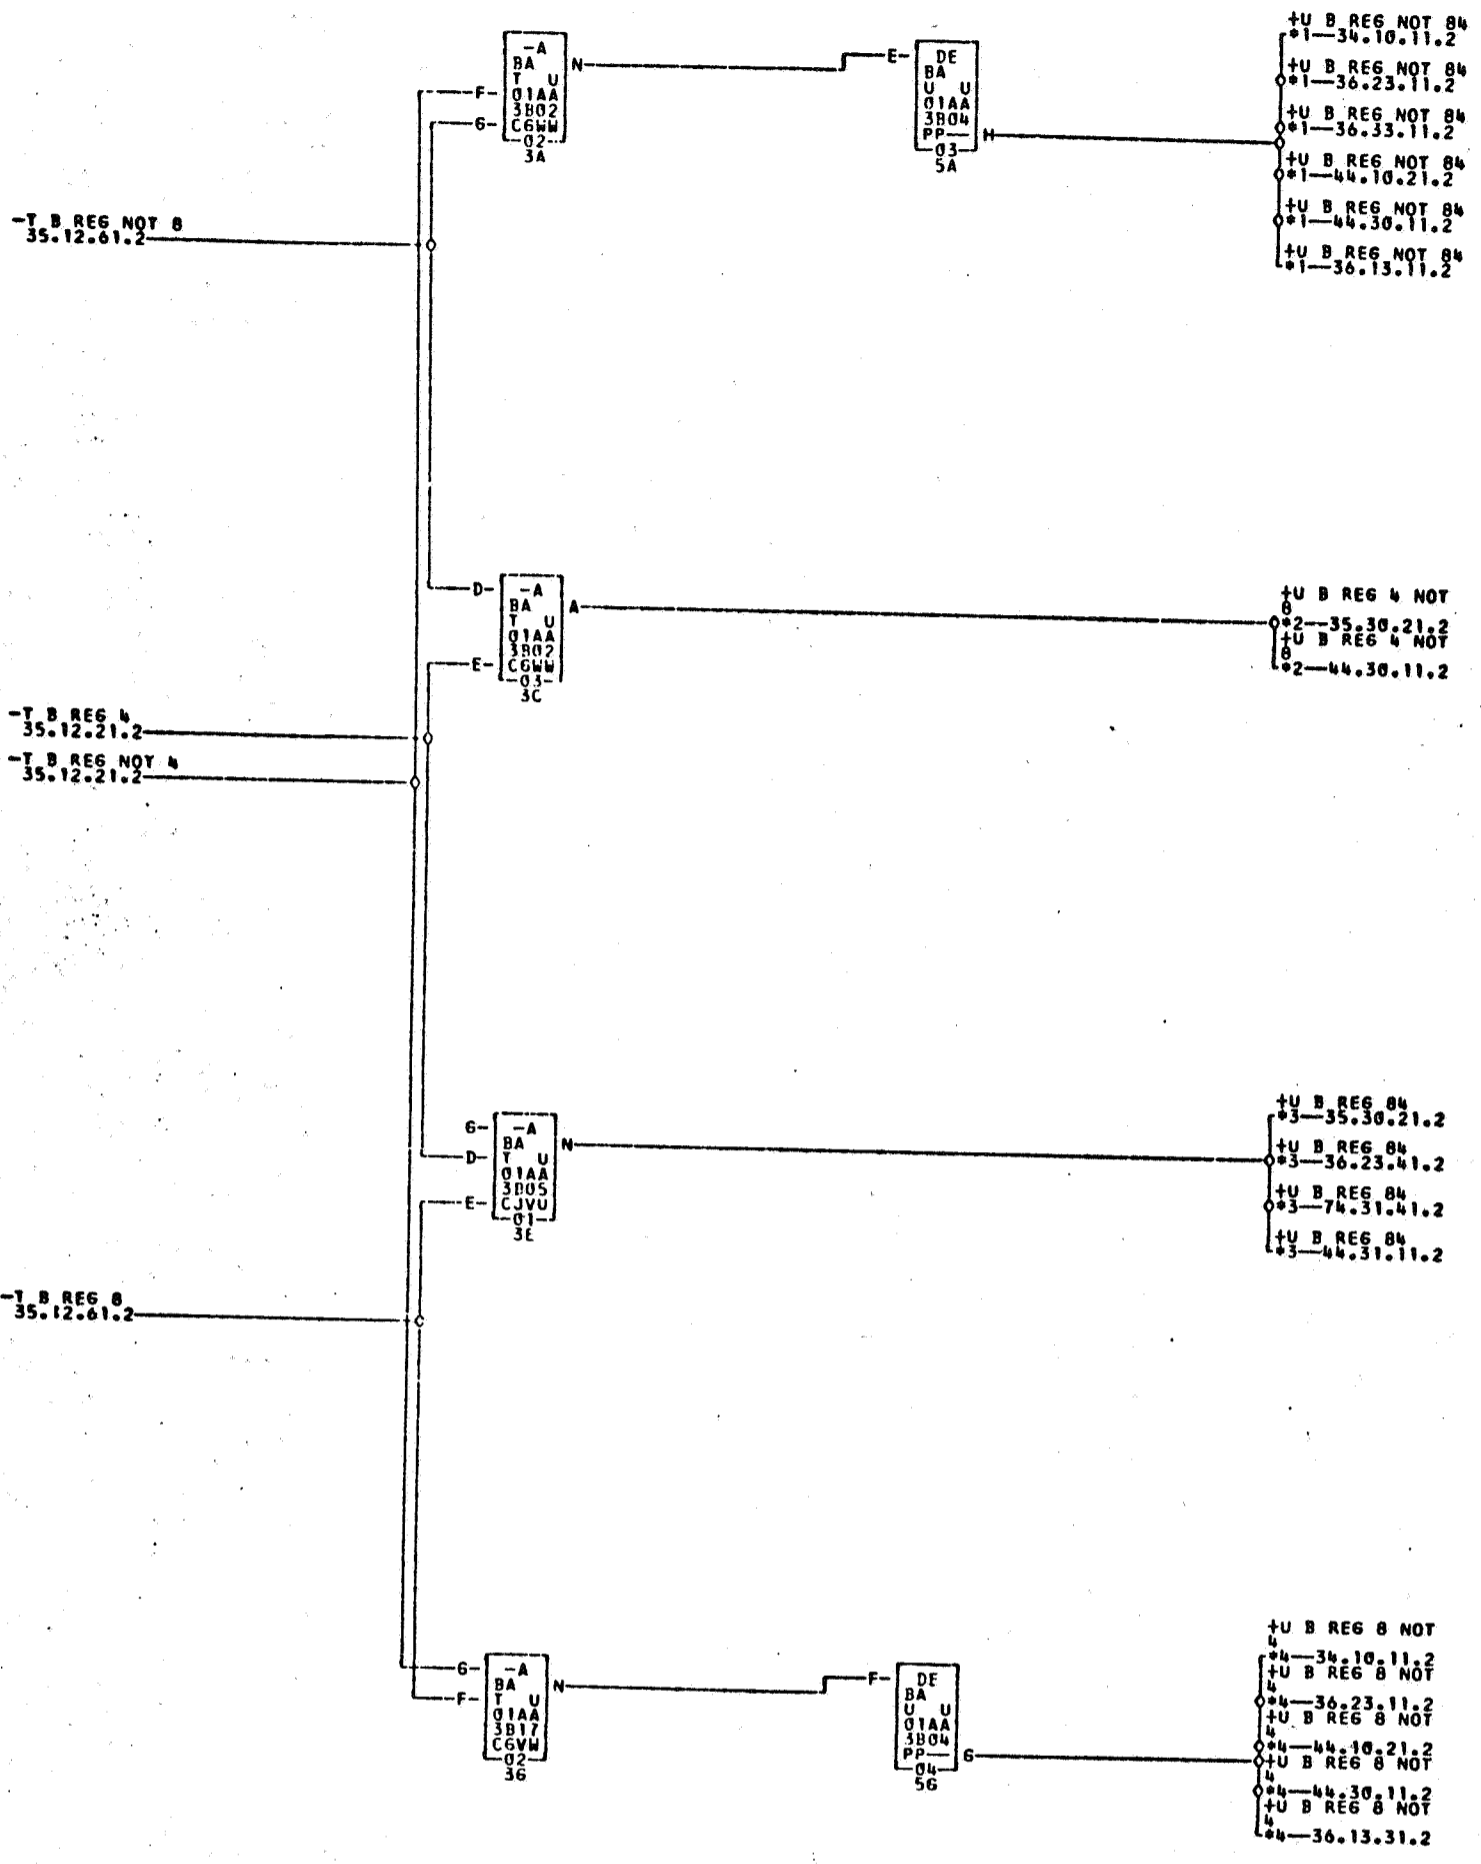 -T B REG NOT 8
35.12.61.2
-T B REG 4
35.12.21.2
-T B REG NOT 4
35.12.21.2
-T B REG 8
35.12.61.2
F-
G-
-A
BA
T U
01AA
3B02
CGWW
02
3A
N
E-
DE
BA
U U
01AA
3B04
PP
03
5A
H
+U B REG NOT 84
*1—34.10.11.2
+U B REG NOT 84
*1—36.23.11.2
+U B REG NOT 84
*1—36.33.11.2
+U B REG NOT 84
*1—44.10.21.2
+U B REG NOT 84
*1—44.30.11.2
+U B REG NOT 84
*1—36.13.11.2
D-
E-
-A
BA
T U
01AA
3B02
CGWW
03
3C
A
+U B REG 4 NOT
8
*2—35.30.21.2
+U B REG 4 NOT
8
*2—44.30.11.2
G-
D-
E-
-A
BA
T U
01AA
3B05
CJVU
01
3E
N
+U B REG 84
*3—35.30.21.2
+U B REG 84
*3—36.23.41.2
+U B REG 84
*3—74.31.41.2
+U B REG 84
*3—44.31.11.2
G-
F-
-A
BA
T U
01AA
3B17
CGVW
02
3G
N
F-
DE
BA
U U
01AA
3B04
PP
04
5G
G
+U B REG 8 NOT
4
*4—34.10.11.2
+U B REG 8 NOT
4
*4—36.23.11.2
+U B REG 8 NOT
4
*4—44.10.21.2
+U B REG 8 NOT
4
*4—44.30.11.2
+U B REG 8 NOT
4
*4—36.13.31.2